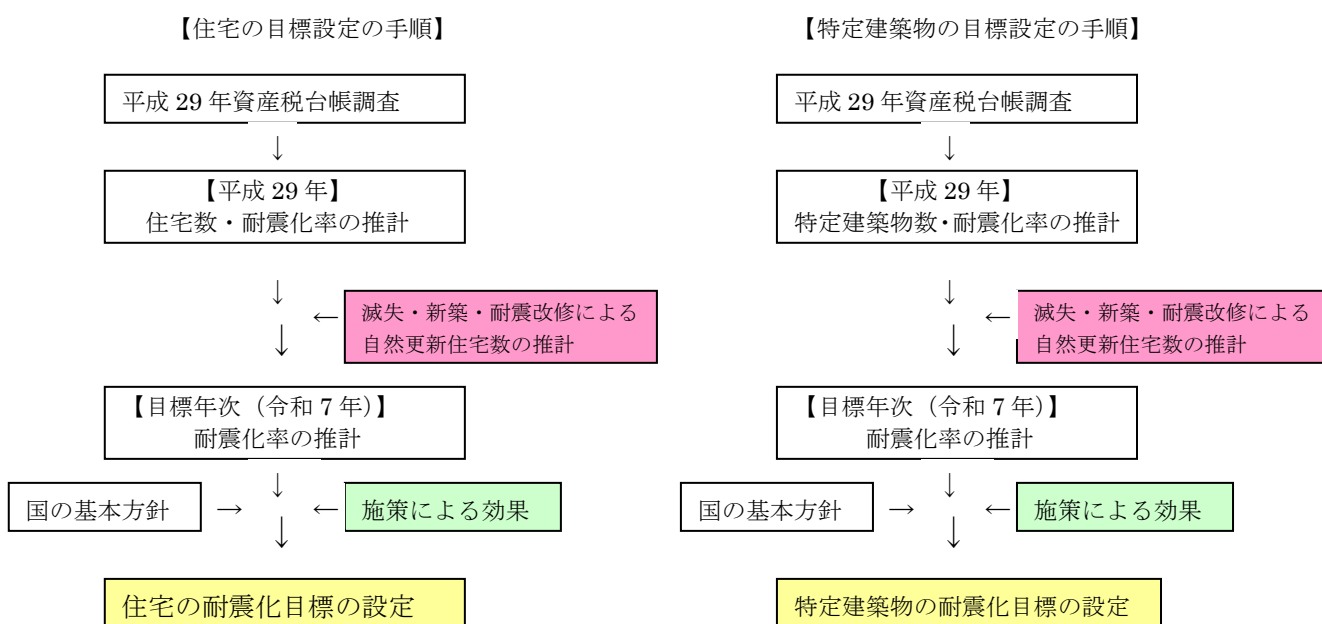 【住宅の目標設定の手順】
平成 29 年資産税台帳調査
↓
【平成 29 年】
住宅数・耐震化率の推計
↓
↓
←
滅失・新築・耐震改修による
自然更新住宅数の推計
【目標年次（令和 7 年）】
耐震化率の推計
国の基本方針
→
↓
↓
←
施策による効果
住宅の耐震化目標の設定
【特定建築物の目標設定の手順】
平成 29 年資産税台帳調査
↓
【平成 29 年】
特定建築物数・耐震化率の推計
↓
↓
←
滅失・新築・耐震改修による
自然更新住宅数の推計
【目標年次（令和 7 年）】
耐震化率の推計
国の基本方針
→
↓
↓
←
施策による効果
特定建築物の耐震化目標の設定